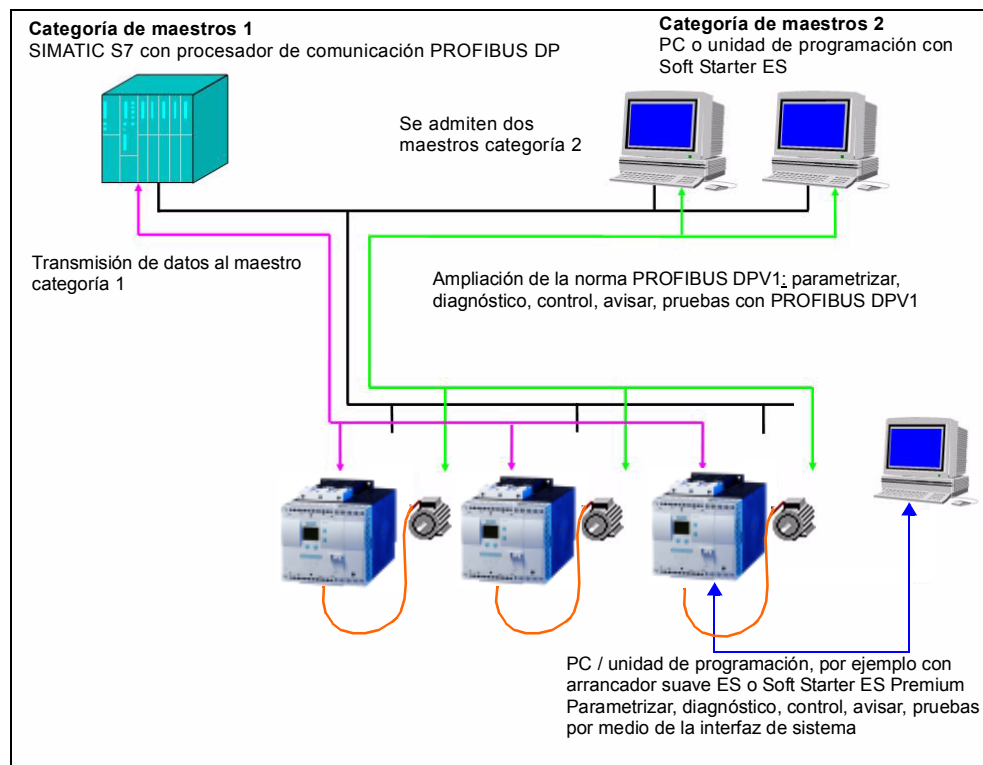 Categoría de maestros 1
SIMATIC S7 con procesador de comunicación PROFIBUS DP
Categoría de maestros 2
PC o unidad de programación con
Soft Starter ES
Se admiten dos
maestros categoría 2
Transmisión de datos al maestro
categoría 1
Ampliación de la norma PROFIBUS DPV1: parametrizar,
diagnóstico, control, avisar, pruebas con PROFIBUS DPV1
PC / unidad de programación, por ejemplo con
arrancador suave ES o Soft Starter ES Premium
Parametrizar, diagnóstico, control, avisar, pruebas
por medio de la interfaz de sistema